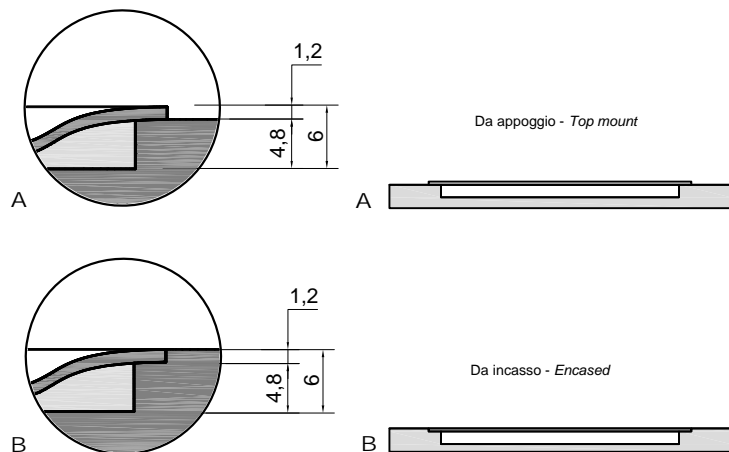 1,2
4,8
6
A
Da appoggio - Top mount
A
1,2
4,8
6
B
Da incasso - Encased
B